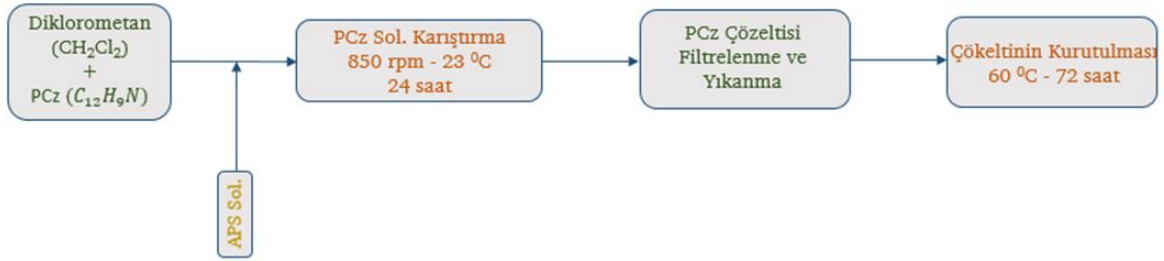 Diklorometan
(CH₂Cl₂)
+
PCz (C₁₂H₉N)
APS Sol.
PCz Sol. Karıştırma
850 rpm - 23 ⁰C
24 saat
PCz Çözeltisi
Filtrelenme ve
Yıkanma
Çökeltinin Kurutulması
60 ⁰C - 72 saat